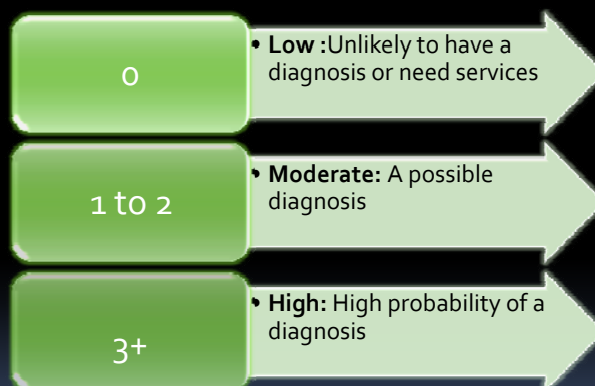 0
• Low :Unlikely to have a
diagnosis or need services
1 to 2
• Moderate: A possible
diagnosis
3+
• High: High probability of a
diagnosis